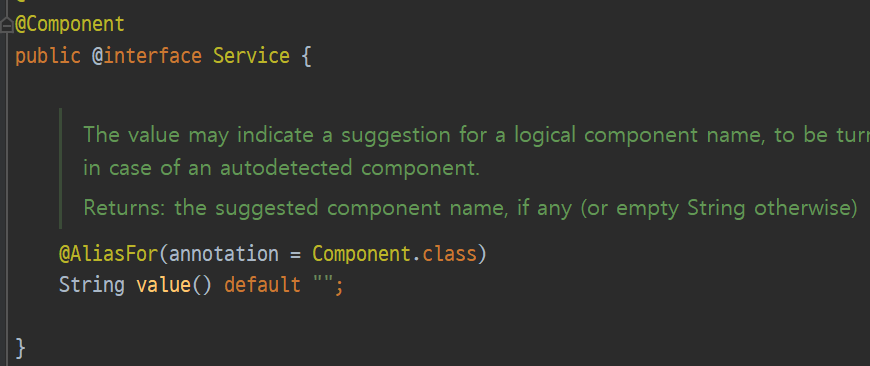 @Component
public @interface Service {
The value may indicate a suggestion for a logical component name, to be
in case of an autodetected component.
Returns: the suggested component name, if any (or empty String otherwise)
@AliasFor(annotation = Component.class)
String value() default "";
}